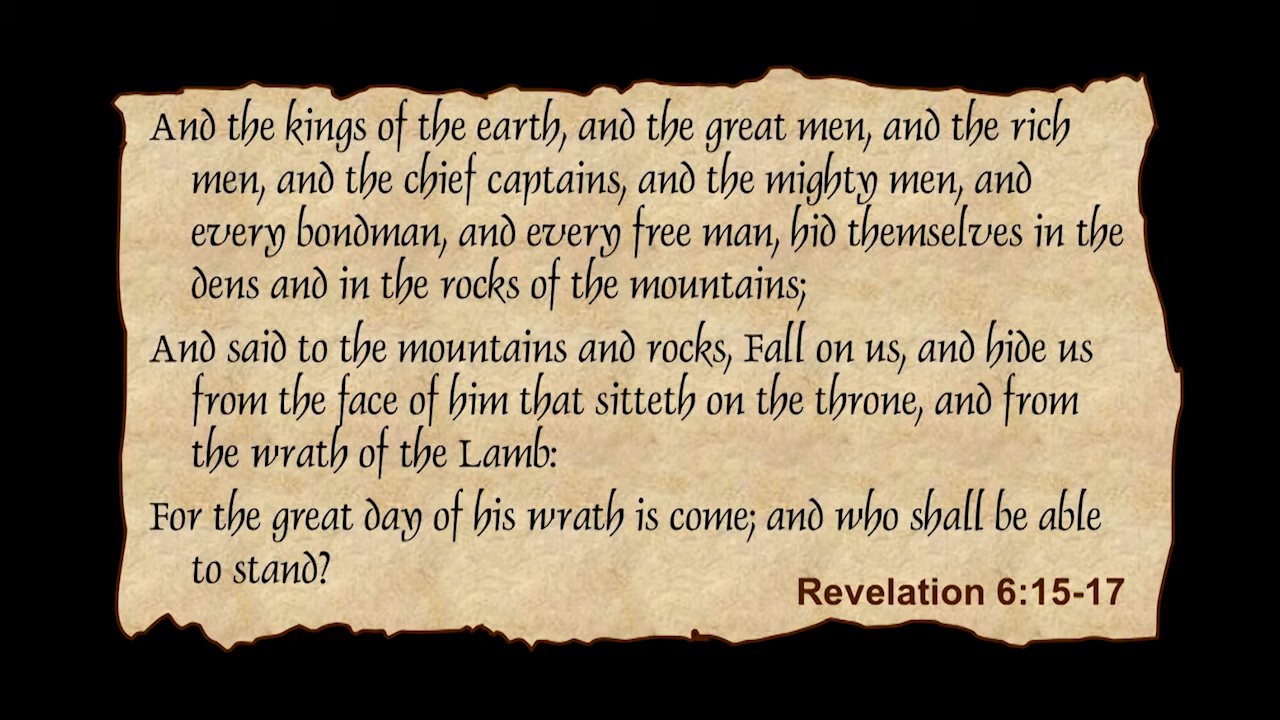 And the kings of the earth, and the great men, and the rich
men, and the chief captains, and the mighty men, and
every bondman, and every free man, hid themselves in the
dens and in the rocks of the mountains;
And said to the mountains and rocks, Fall on us, and hide us
from the face of him that sitteth on the throne, and from
the wrath of the Lamb:
For the great day of his wrath is come; and who shall be able
to stand?
Revelation 6:15-17